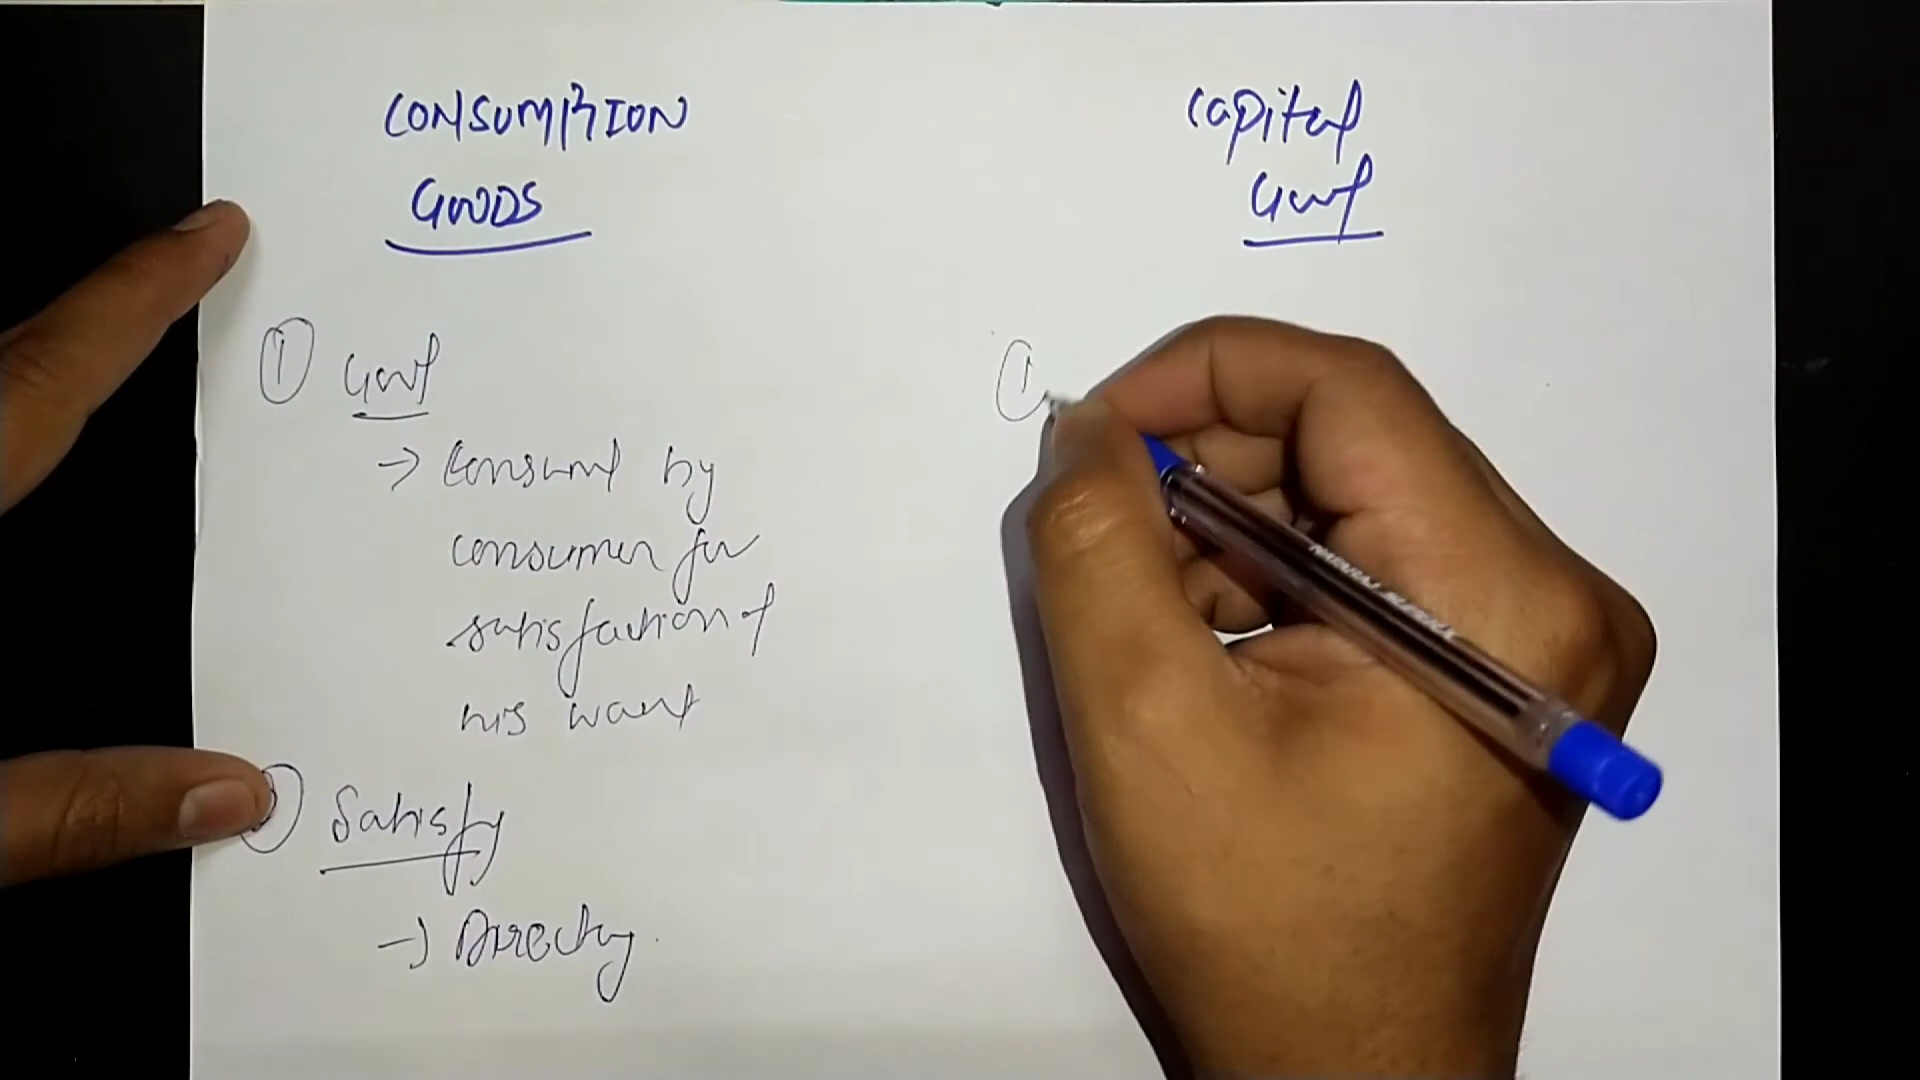 CONSUMPTION
GOODS
① Good
→ consumed by
consumer for
satisfaction of
his want
② Satisfy
→ Directly.
Capital
Good
①